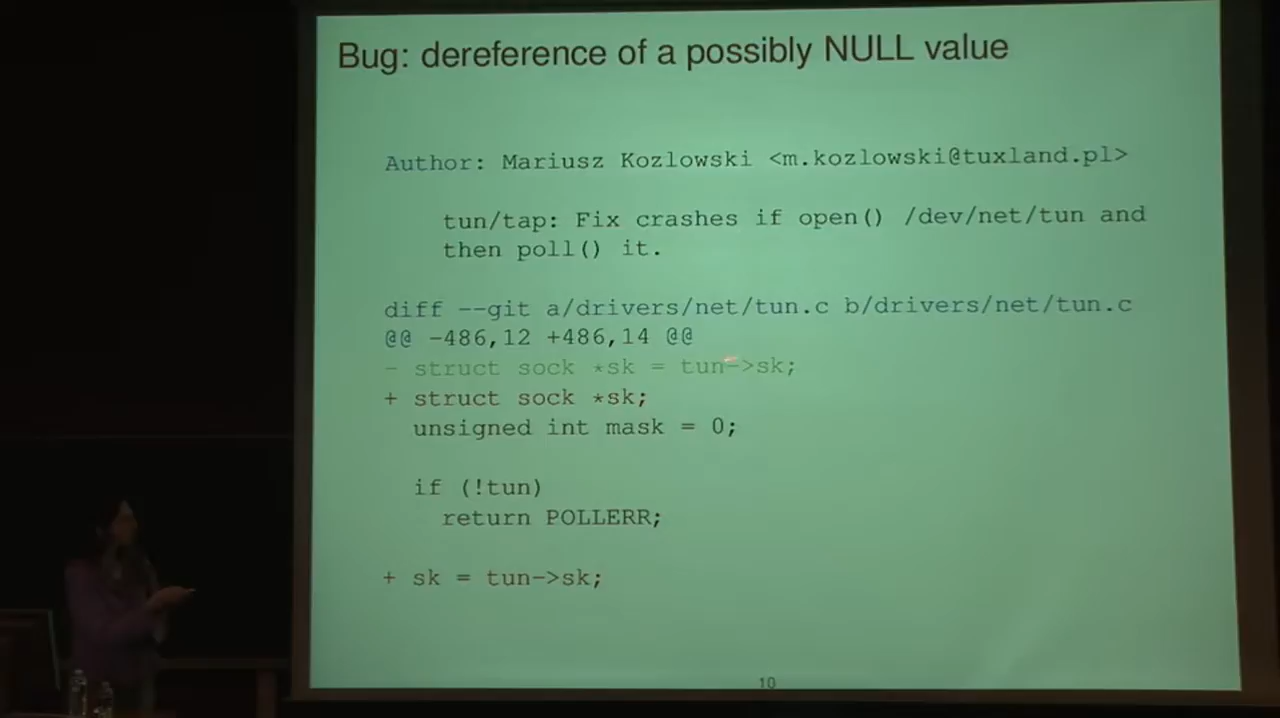 Bug: dereference of a possibly NULL value
Author: Mariusz Kozlowski <m.kozlowski@tuxland.pl>
tun/tap: Fix crashes if open() /dev/net/tun and
then poll() it.
diff --git a/drivers/net/tun.c b/drivers/net/tun.c
@@ -486,12 +486,14 @@
- struct sock *sk = tun->sk;
+ struct sock *sk;
unsigned int mask = 0;
if (!tun)
return POLLERR;
+ sk = tun->sk;
10